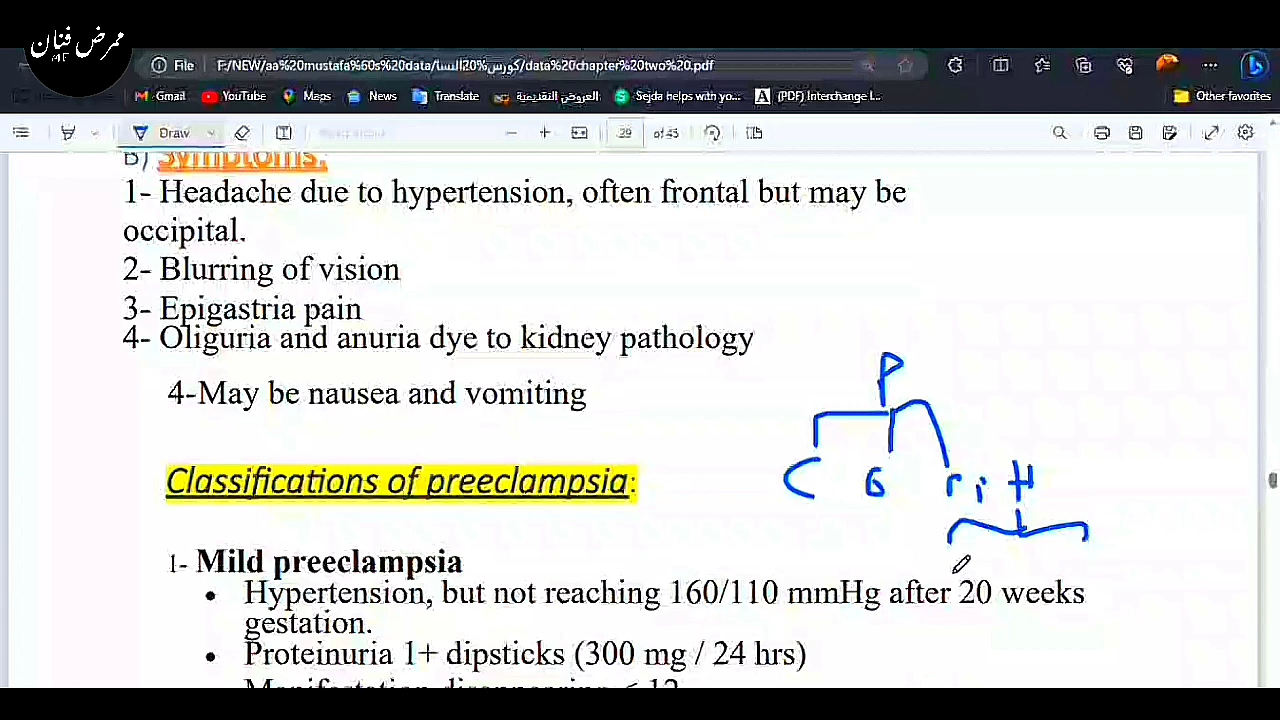 ممرض فنان
File F:/NEW/aa%20mustafa%60s%20data/كورس%20النسا/data%20chapter%20two%20.pdf
Gmail YouTube Maps News Translate العروض التقديمية Sejda helps with yo... (PDF) Interchange I...
Other favorites
Draw 29 of 45
B) Symptoms:
1- Headache due to hypertension, often frontal but may be
occipital.
2- Blurring of vision
3- Epigastria pain
4- Oliguria and anuria dye to kidney pathology
4-May be nausea and vomiting
P
C G r i H
Classifications of preeclampsia:
1- Mild preeclampsia
• Hypertension, but not reaching 160/110 mmHg after 20 weeks
gestation.
• Proteinuria 1+ dipsticks (300 mg / 24 hrs)